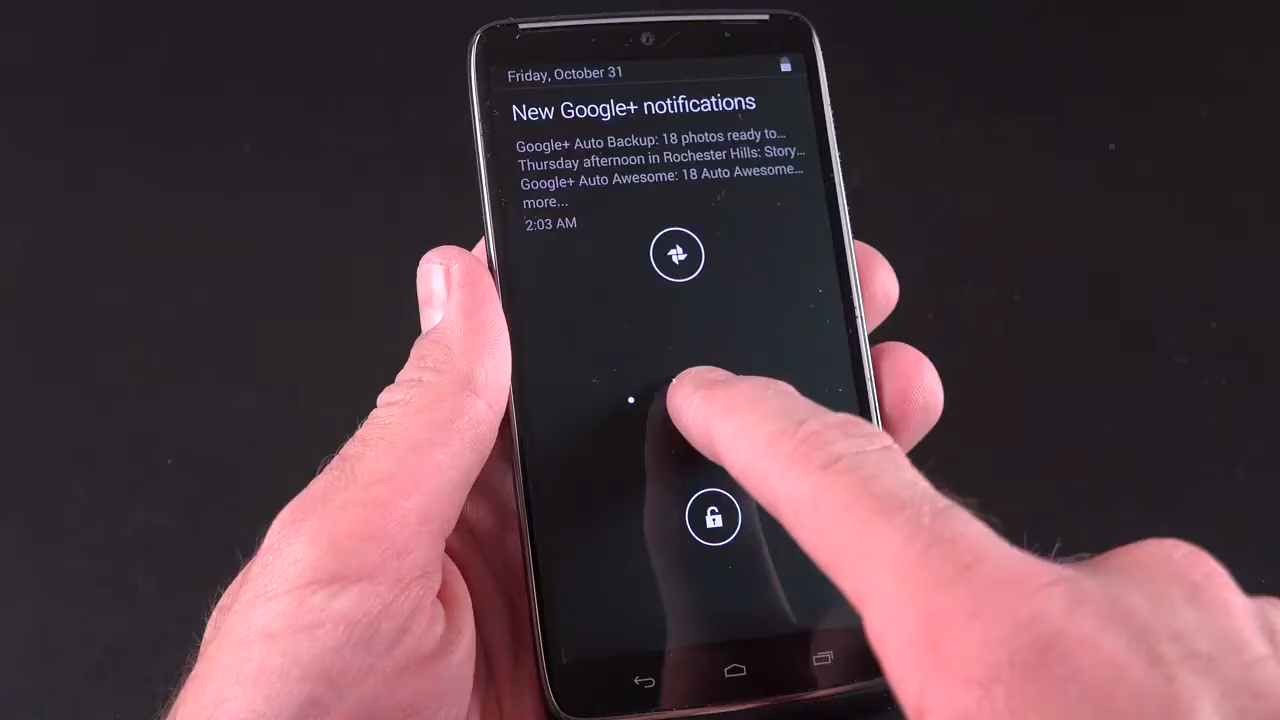 Friday, October 31
New Google+ notifications
Google+ Auto Backup: 18 photos ready to...
Thursday afternoon in Rochester Hills: Story...
Google+ Auto Awesome: 18 Auto Awesome...
more...
2:03 AM